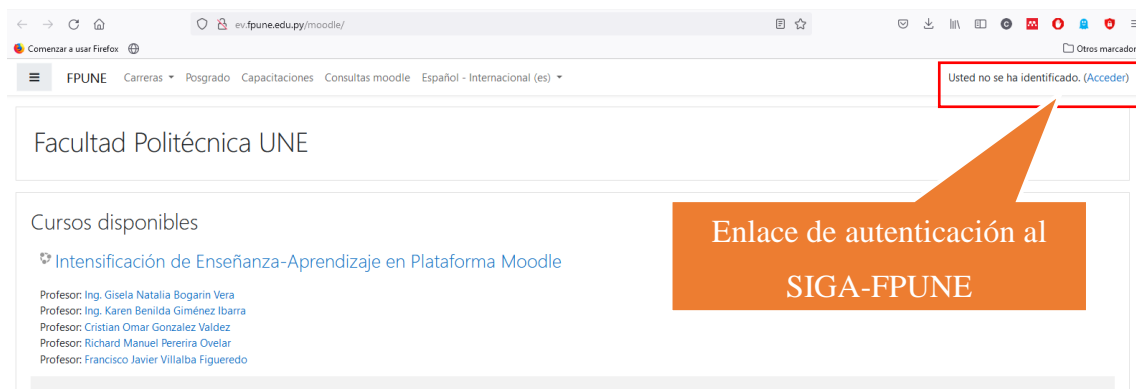 ev.fpune.edu.py/moodle/
Comenzar a usar Firefox
Otros marcador
FPUNE Carreras Posgrado Capacitaciones Consultas moodle Español - Internacional (es)
Usted no se ha identificado. (Acceder)
Facultad Politécnica UNE
Cursos disponibles
Intensificación de Enseñanza-Aprendizaje en Plataforma Moodle
Profesor: Ing. Gisela Natalia Bogarin Vera
Profesor: Ing. Karen Benilda Giménez Ibarra
Profesor: Cristian Omar Gonzalez Valdez
Profesor: Richard Manuel Pererira Ovelar
Profesor: Francisco Javier Villalba Figueredo
Enlace de autenticación al
SIGA-FPUNE